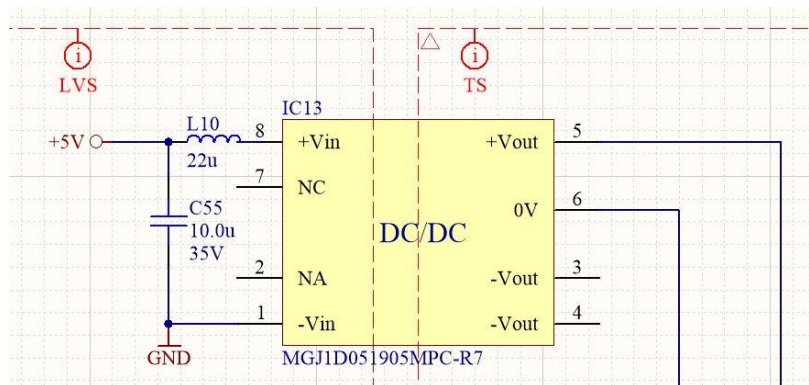 i
i
LVS
TS
IC13
+5V
L10
22u
8
+Vin
+Vout
5
7
NC
0V
6
C55
10.0u
35V
DC/DC
2
NA
-Vout
3
1
-Vin
-Vout
4
GND
MGJ1D051905MPC-R7